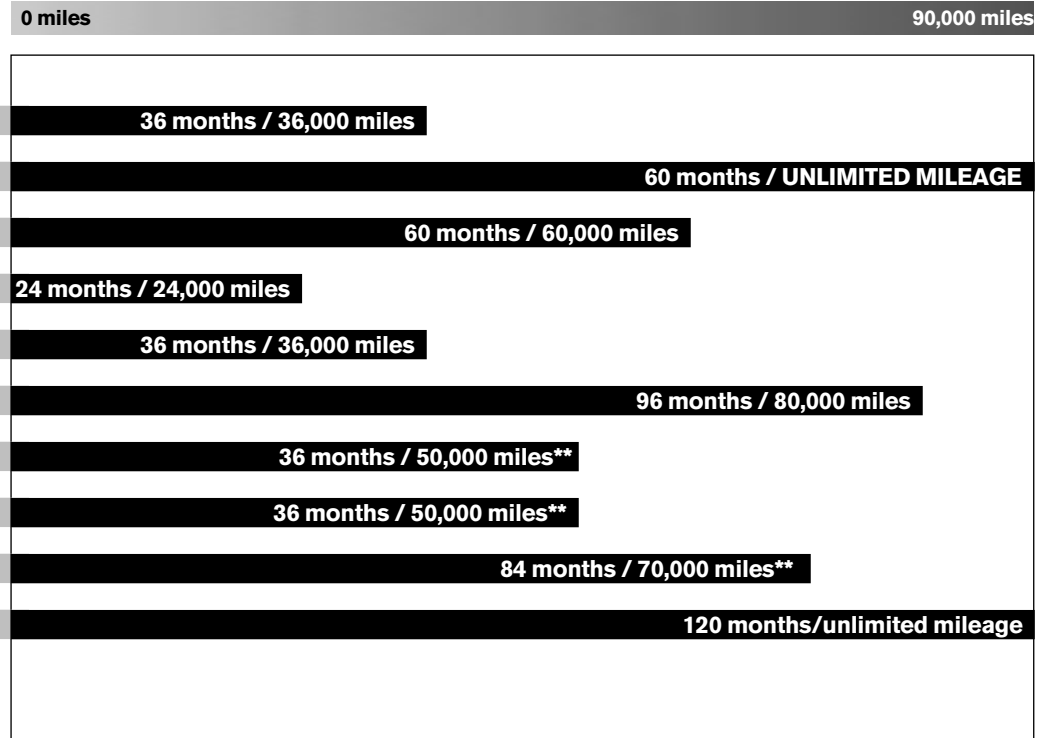 0 miles 90,000 miles
36 months / 36,000 miles
60 months / UNLIMITED MILEAGE
60 months / 60,000 miles
24 months / 24,000 miles
36 months / 36,000 miles
96 months / 80,000 miles
36 months / 50,000 miles**
36 months / 50,000 miles**
84 months / 70,000 miles**
120 months/unlimited mileage